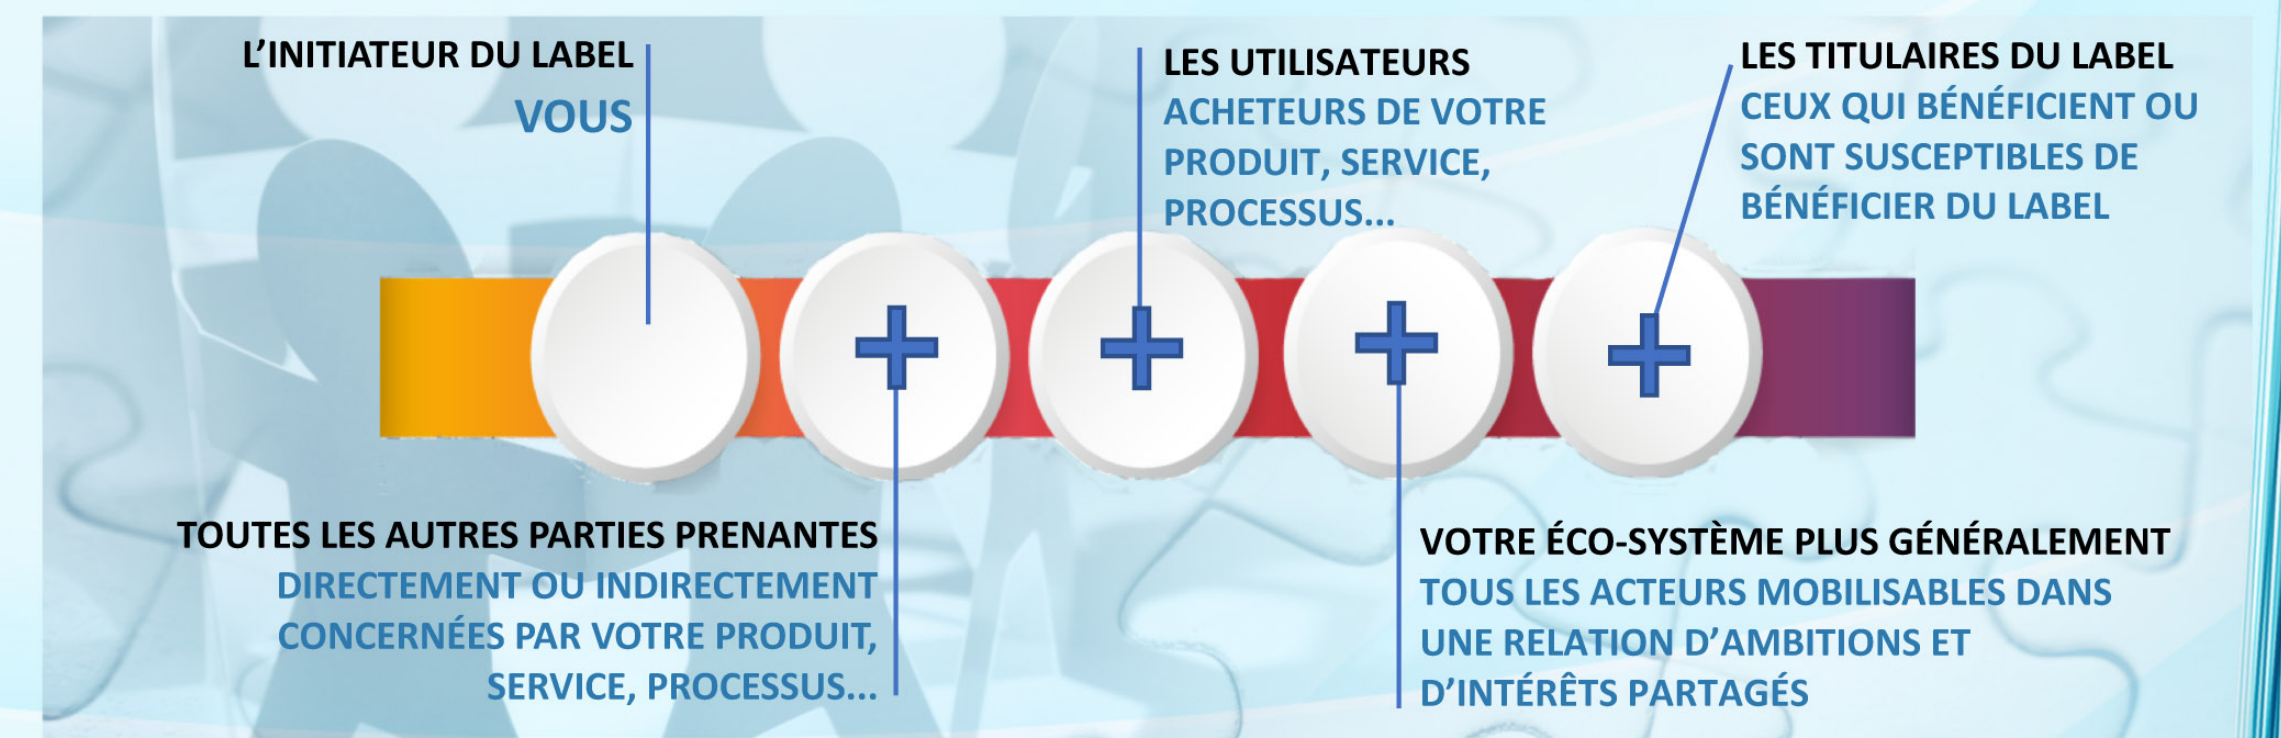 L’INITIATEUR DU LABEL
VOUS
LES UTILISATEURS
ACHETEURS DE VOTRE
PRODUIT, SERVICE,
PROCESSUS...
LES TITULAIRES DU LABEL
CEUX QUI BÉNÉFICIENT OU
SONT SUSCEPTIBLES DE
BÉNÉFICIER DU LABEL
TOUTES LES AUTRES PARTIES PRENANTES
DIRECTEMENT OU INDIRECTEMENT
CONCERNÉES PAR VOTRE PRODUIT,
SERVICE, PROCESSUS...
VOTRE ÉCO-SYSTÈME PLUS GÉNÉRALEMENT
TOUS LES ACTEURS MOBILISABLES DANS
UNE RELATION D’AMBITIONS ET
D’INTÉRÊTS PARTAGÉS